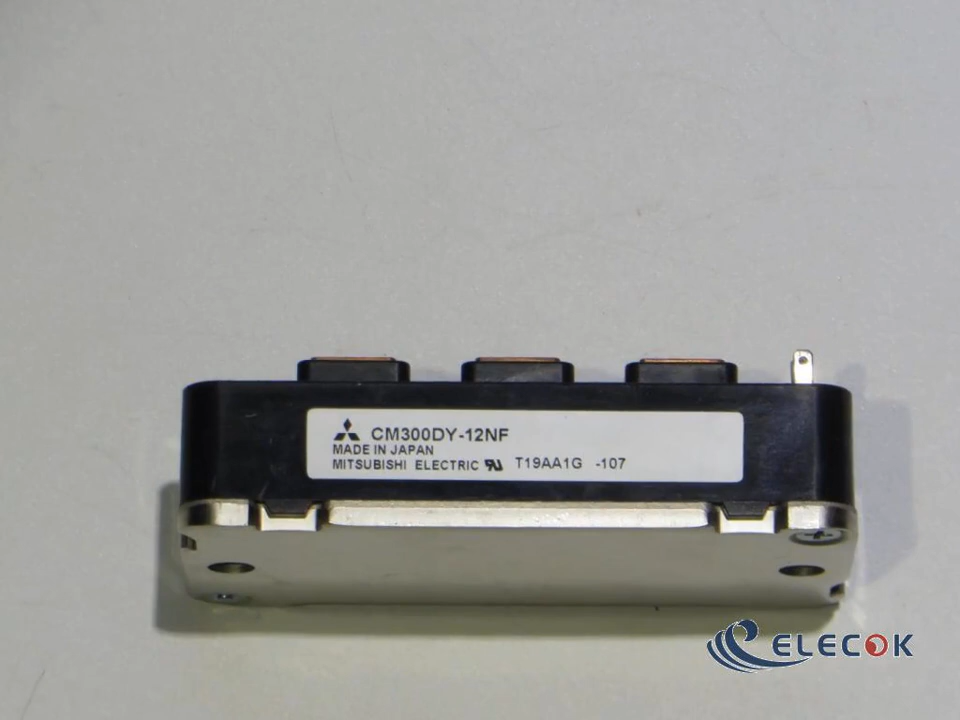 CM300DY-12NF
MADE IN JAPAN
MITSUBISHI ELECTRIC T19AA1G -107
ELECOK